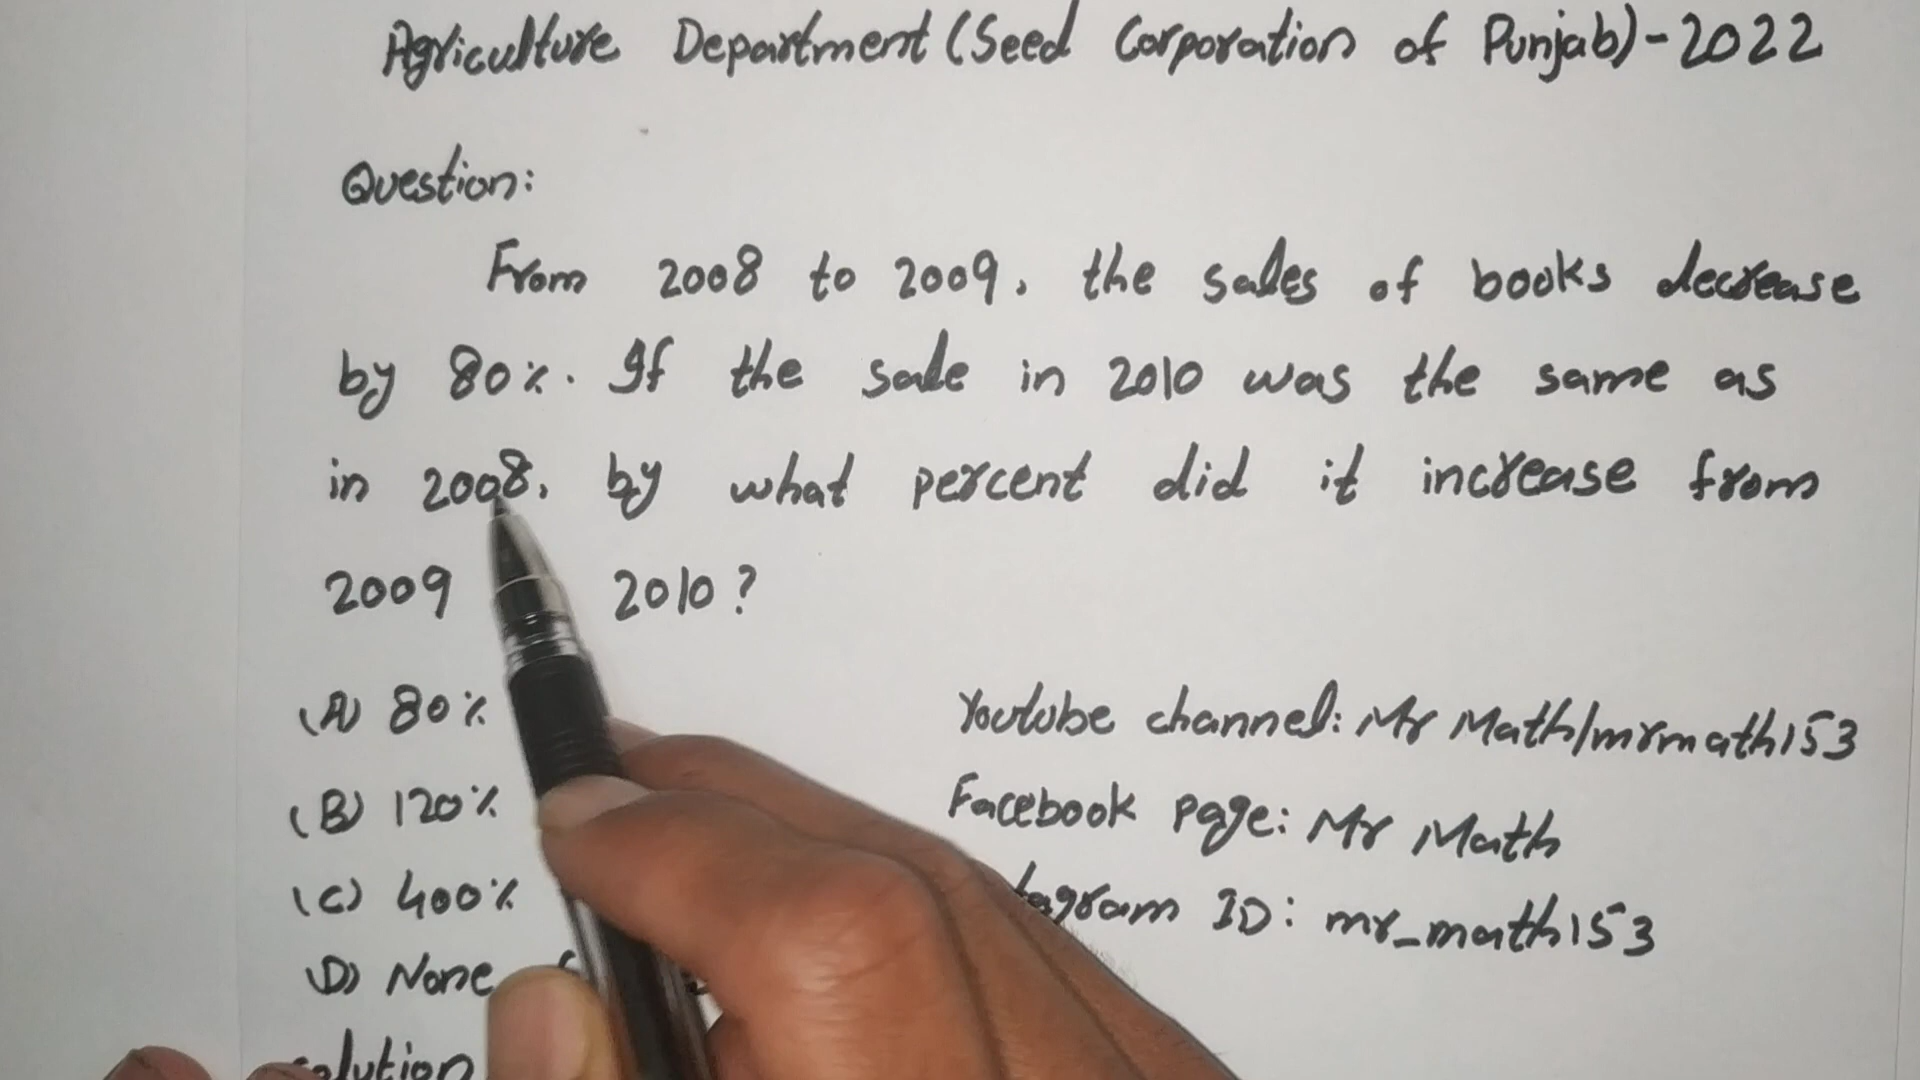 Agriculture Department (Seed Corporation of Punjab)-2022
Question:
From 2008 to 2009, the sales of books decrease
by 80%. If the sale in 2010 was the same as
in 2008, by what percent did it increase from
2009 2010?
(A) 80%
(B) 120%
(C) 400%
(D) None
Youtube channel: Mr Math/mrmath153
Facebook page: Mr Math
ID: mr_math153